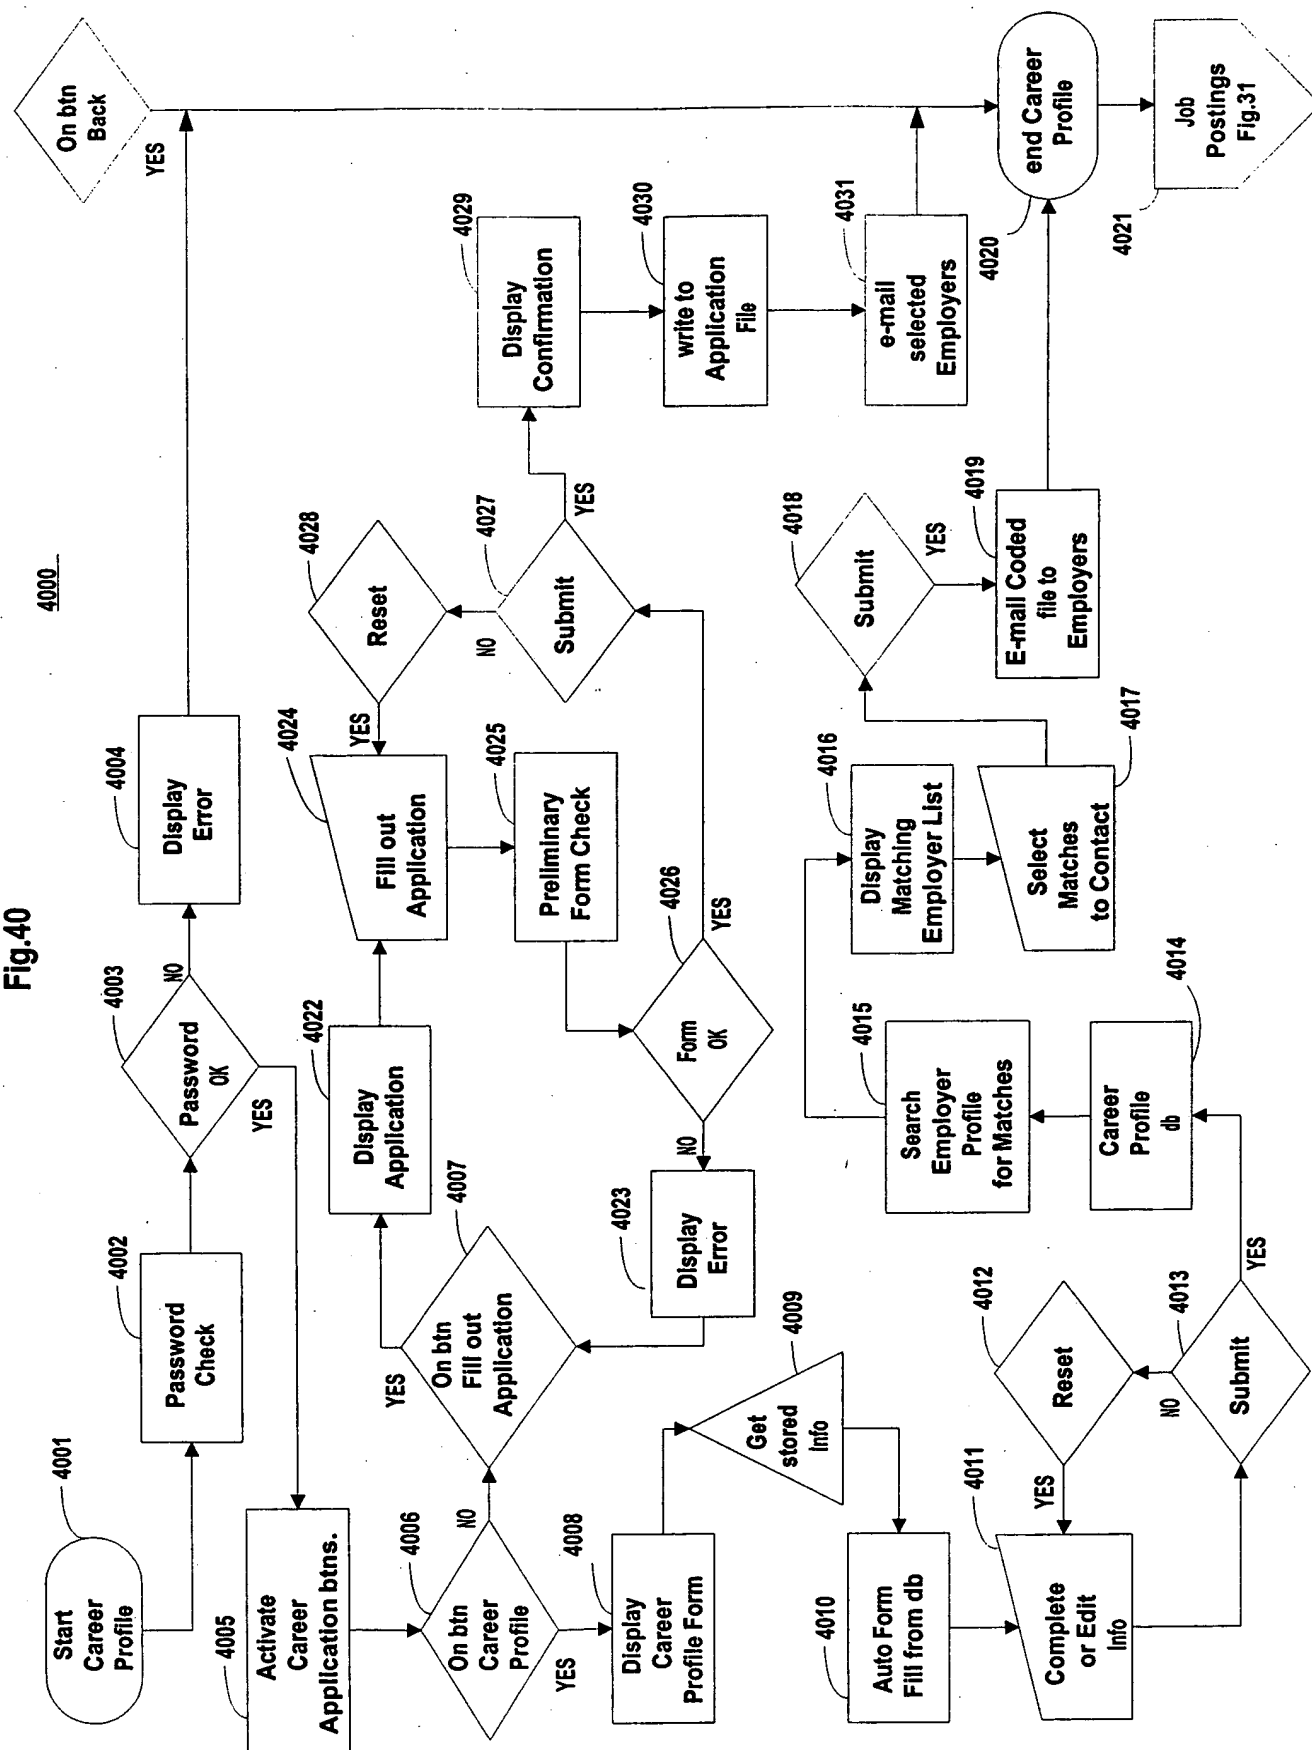 Fig.40
4000
Start
Career
Profile
4001
Password
Check
4002
Password
OK
4003
NO
YES
Display
Error
4004
On btn
Back
YES
Activate
Career
Application btns.
4005
On btn
Career
Profile
4006
NO
YES
On btn
Fill out
Application
4007
YES
Display
Application
4022
Fill out
Application
4024
YES
Reset
4028
Preliminary
Form Check
4025
Form
OK
4026
NO
YES
Display
Error
4023
Submit
4027
NO
YES
Display
Confirmation
4029
write to
Application
File
4030
e-mail
selected
Employers
4031
Display
Career
Profile Form
4008
Get
stored
Info
4009
Auto Form
Fill from db
4010
Complete
or Edit
Info
4011
YES
Reset
4012
NO
Submit
4013
YES
Career
Profile
db
4014
Search
Employer
Profile
for Matches
4015
Display
Matching
Employer List
4016
Select
Matches
to Contact
4017
Submit
4018
YES
E-mail Coded
file to
Employers
4019
end Career
Profile
4020
Job
Postings
Fig.31
4021